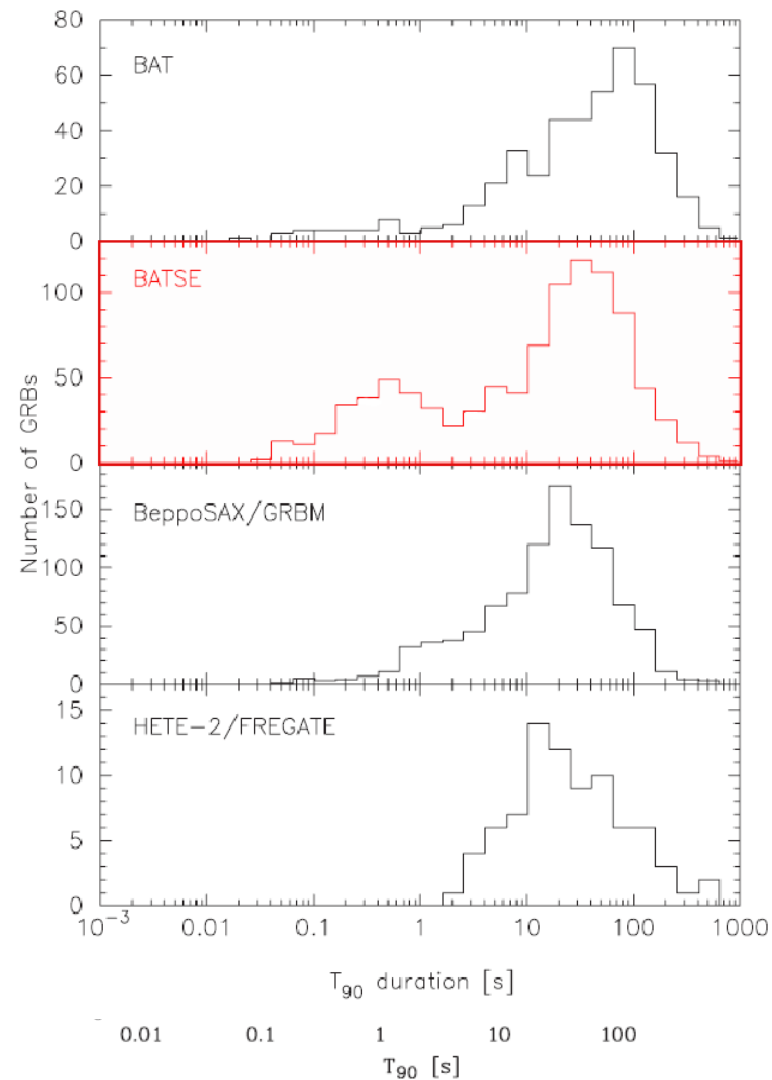 80
60
BAT
40
20
0
BATSE
100
50
0
Number of GRBs
BeppoSAX/GRBM
150
100
50
0
HETE-2/FREGATE
15
10
5
0
10⁻³ 0.01 0.1 1 10 100 1000
T₉₀ duration [s]
0.01 0.1 1 10 100
T₉₀ [s]